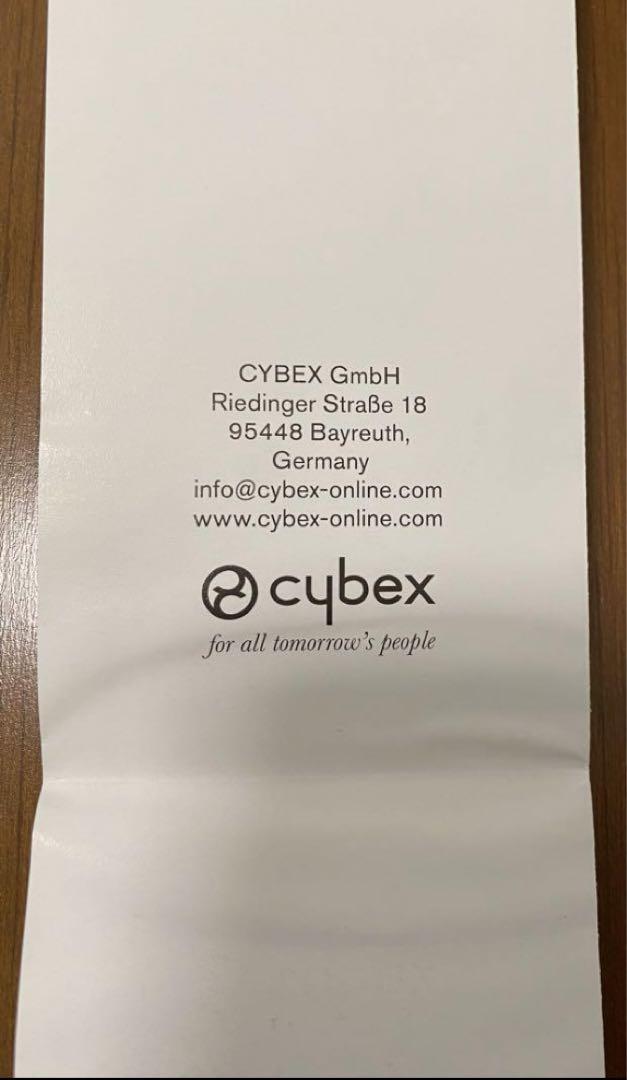 CYBEX GmbH
Riedinger Straße 18
95448 Bayreuth,
Germany
info@cybex-online.com
www.cybex-online.com
cybex
for all tomorrow's people